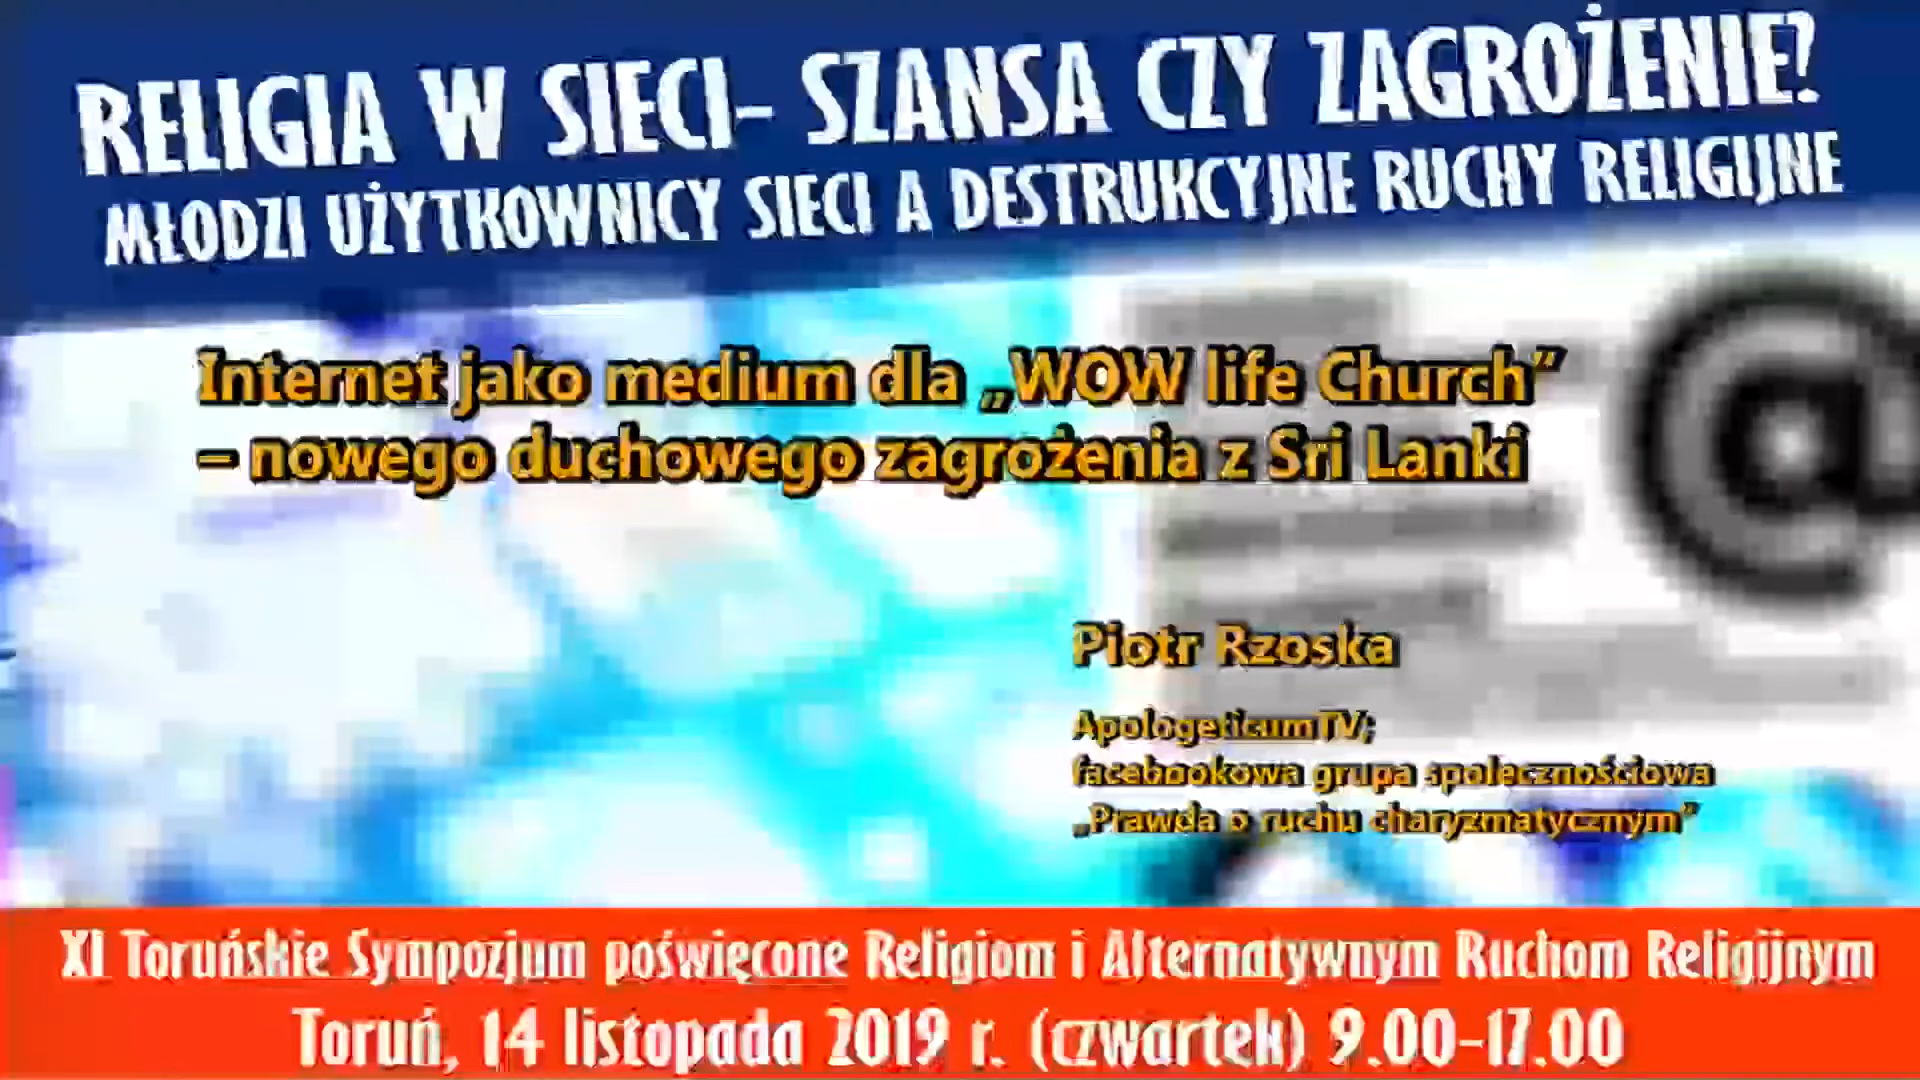 RELIGIA W SIECI- SZANSA CZY ZAGROŻENIE?
MŁODZI UŻYTKOWNICY SIECI A DESTRUKCYJNE RUCHY RELIGIJNE
Internet jako medium dla „WOW life Church”
– nowego duchowego zagrożenia z Sri Lanki
@
Piotr Rzoska
ApologeticumTV;
facebookowa grupa społecznościowa
„Prawda o ruchu charyzmatycznym”
XI Toruńskie Sympozjum poświęcone Religiom i Alternatywnym Ruchom Religijnym
Toruń, 14 listopada 2019 r. (czwartek) 9.00-17.00